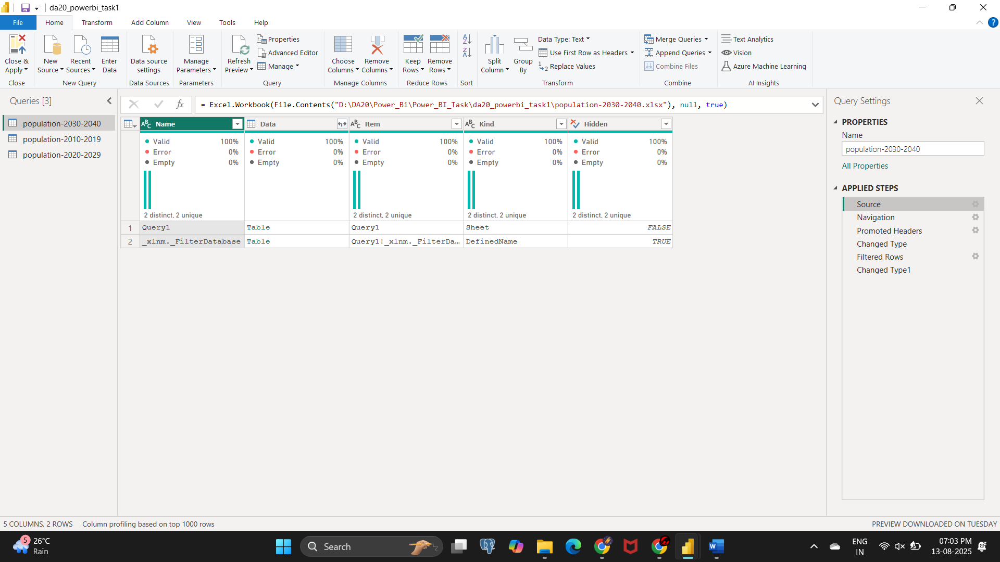 da20_powerbi_task1
File Home Transform Add Column View Tools Help
Close & Apply
New Source
Recent Sources
Enter Data
Data source settings
Manage Parameters
Refresh Preview
Properties
Advanced Editor
Manage
Choose Columns
Remove Columns
Keep Rows
Remove Rows
Split Column
Group By
Data Type: Text
Use First Row as Headers
Replace Values
Merge Queries
Append Queries
Combine Files
Text Analytics
Vision
Azure Machine Learning
Close New Query Data Sources Parameters Query Manage Columns Reduce Rows Sort Transform Combine AI Insights
Queries [3]
population-2030-2040
population-2010-2019
population-2020-2029
= Excel.Workbook(File.Contents("D:\DA20\Power_Bi\Power_BI_Task\da20_powerbi_task1\population-2030-2040.xlsx"), null, true)
Name Data Item Kind Hidden
Valid 100% Valid 100% Valid 100% Valid 100% Valid 100%
Error 0% Error 0% Error 0% Error 0% Error 0%
Empty 0% Empty 0% Empty 0% Empty 0% Empty 0%
2 distinct, 2 unique 2 distinct, 2 unique 2 distinct, 2 unique 2 distinct, 2 unique
1 Query1 Table Query1 Sheet FALSE
2 _xlnm._FilterDatabase Table Query1!_xlnm._FilterDa... DefinedName TRUE
Query Settings
PROPERTIES
Name
population-2030-2040
All Properties
APPLIED STEPS
Source
Navigation
Promoted Headers
Changed Type
Filtered Rows
Changed Type1
5 COLUMNS, 2 ROWS Column profiling based on top 1000 rows
PREVIEW DOWNLOADED ON TUESDAY
5
26°C
Rain
Search
ENG
IN
07:03 PM
13-08-2025